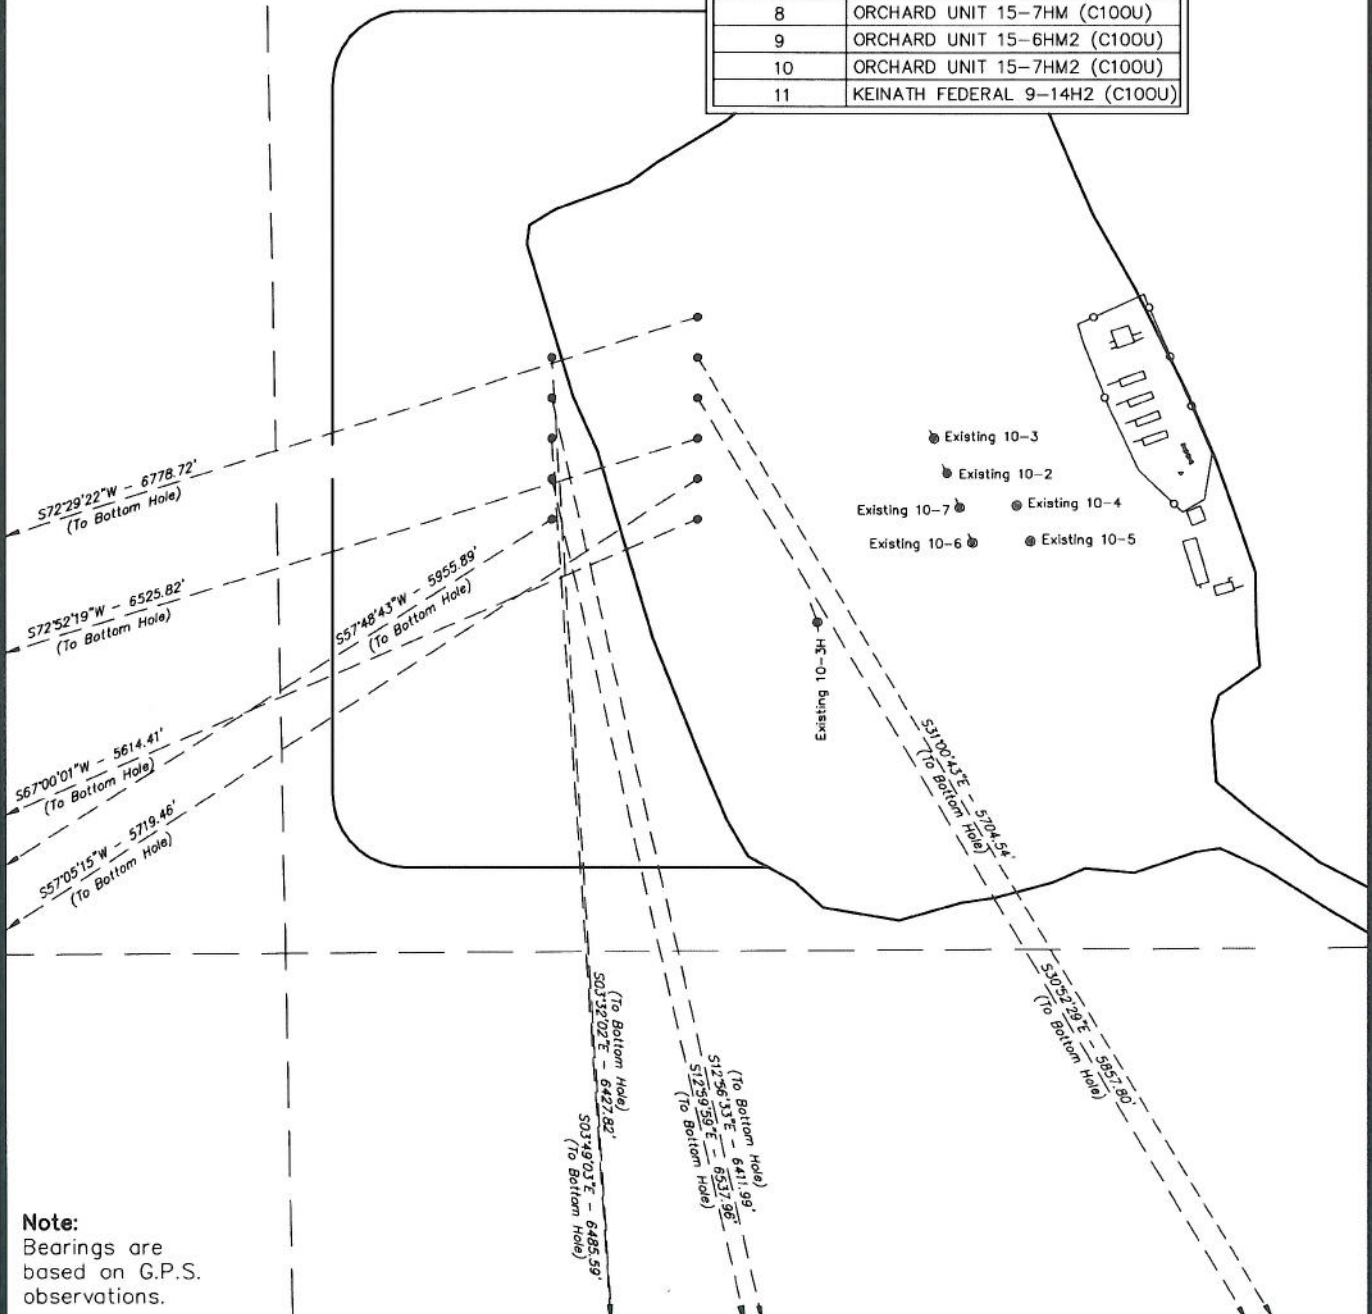 8 ORCHARD UNIT 15-7HM (C10OU)
9 ORCHARD UNIT 15-6HM2 (C10OU)
10 ORCHARD UNIT 15-7HM2 (C10OU)
11 KEINATH FEDERAL 9-14H2 (C10OU)
Existing 10-3
Existing 10-2
Existing 10-7
Existing 10-4
Existing 10-6
Existing 10-5
Existing 10-3H
S72°29'22"W - 6778.72'
(To Bottom Hole)
S72°52'19"W - 6525.82'
(To Bottom Hole)
S57°48'43"W - 5955.89'
(To Bottom Hole)
S67°00'01"W - 5614.41'
(To Bottom Hole)
S57°05'15"W - 5719.46'
(To Bottom Hole)
S31°00'43"E - 5704.54'
(To Bottom Hole)
S30°52'29"E - 5857.80'
(To Bottom Hole)
(To Bottom Hole)
S03°32'02"E - 6427.82'
S03°49'03"E - 6485.59'
(To Bottom Hole)
(To Bottom Hole)
S12°56'33"E - 6411.99'
S12°59'59"E - 6537.96'
(To Bottom Hole)
Note:
Bearings are
based on G.P.S.
observations.